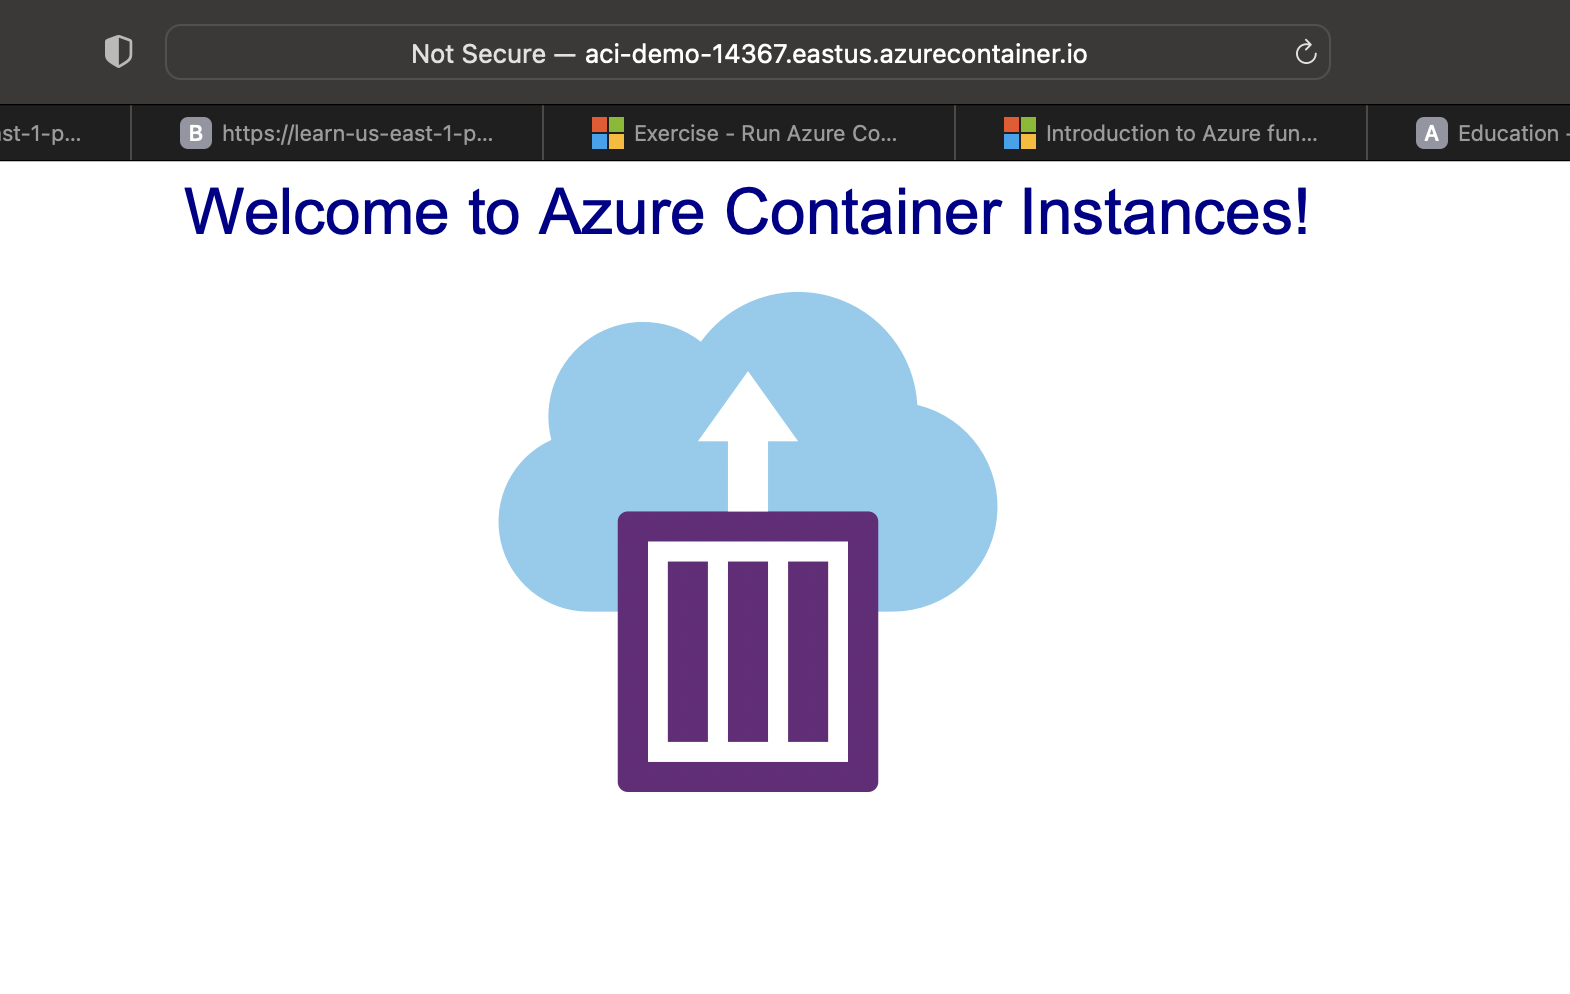 Not Secure — aci-demo-14367.eastus.azurecontainer.io
st-1-p... B https://learn-us-east-1-p... Exercise - Run Azure Co... Introduction to Azure fun... A Education -
Welcome to Azure Container Instances!